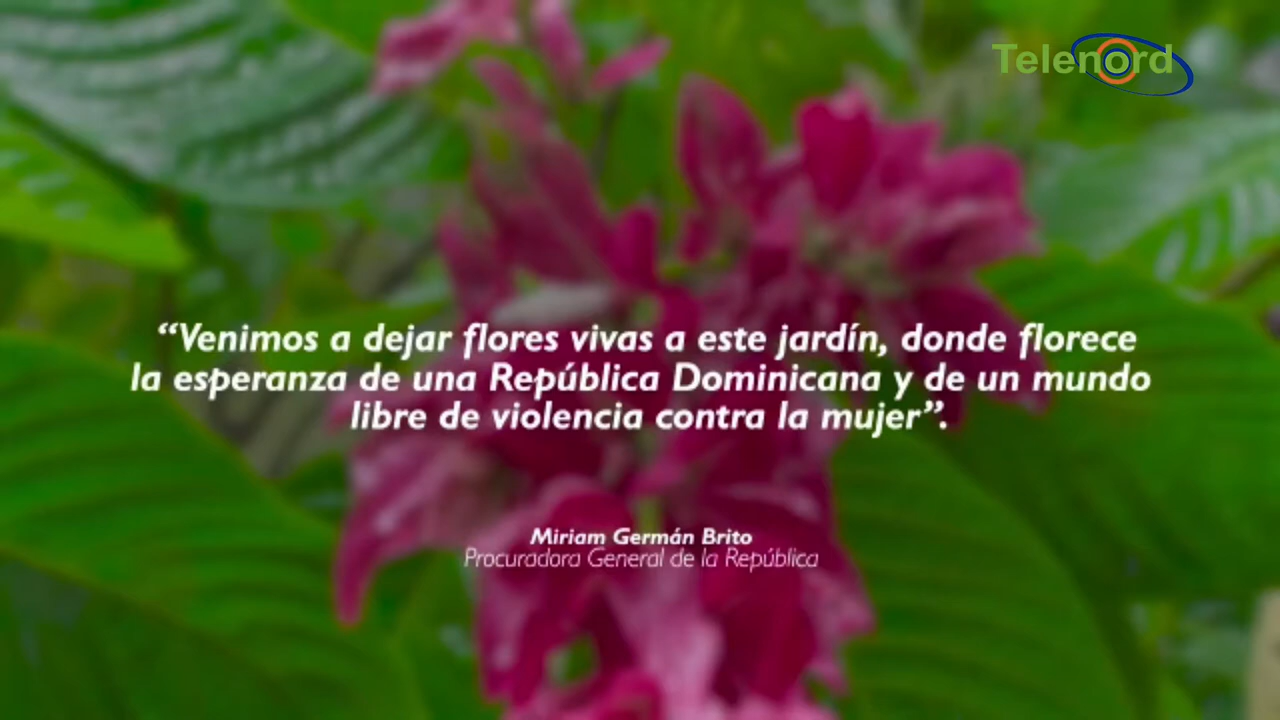 Telenord
“Venimos a dejar flores vivas a este jardín, donde florece
la esperanza de una República Dominicana y de un mundo
libre de violencia contra la mujer”.
Miriam Germán Brito
Procuradora General de la República